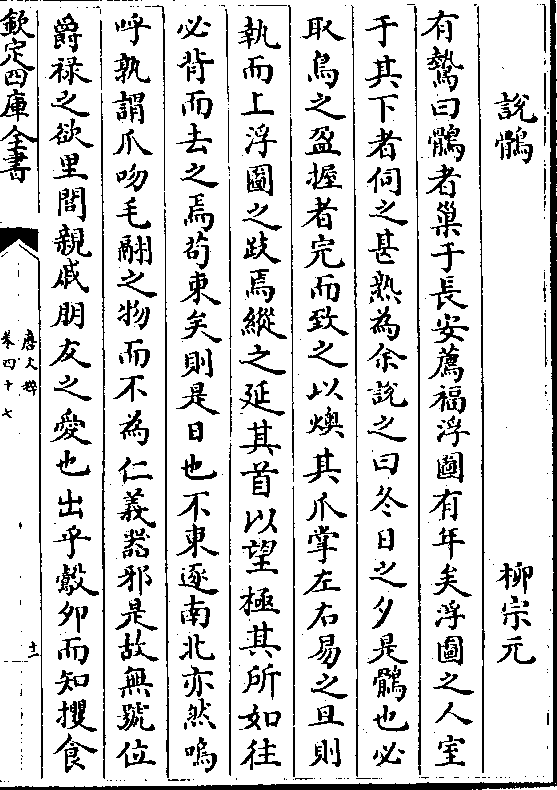 說鶻
柳宗元
有鷙曰鶻者巢于長安薦福浮圖有年矣浮圖之人室
于其下者伺之甚熟為余說之曰冬日之夕是鶻也必
取鳥之盈握者完而致之以燠其爪掌左右易之旦則
執而上浮圖之跂焉縱之延其首以望極其所如往
必背而去之焉苟東矣則是日也不東逐南北亦然嗚
呼孰謂爪吻毛翮之物而不為仁義器邪是故無號位
爵禄之欲里閭親戚朋友之愛也出乎鷇卵而知攫食
欽定四庫全書
唐文粹
卷四十七
十二